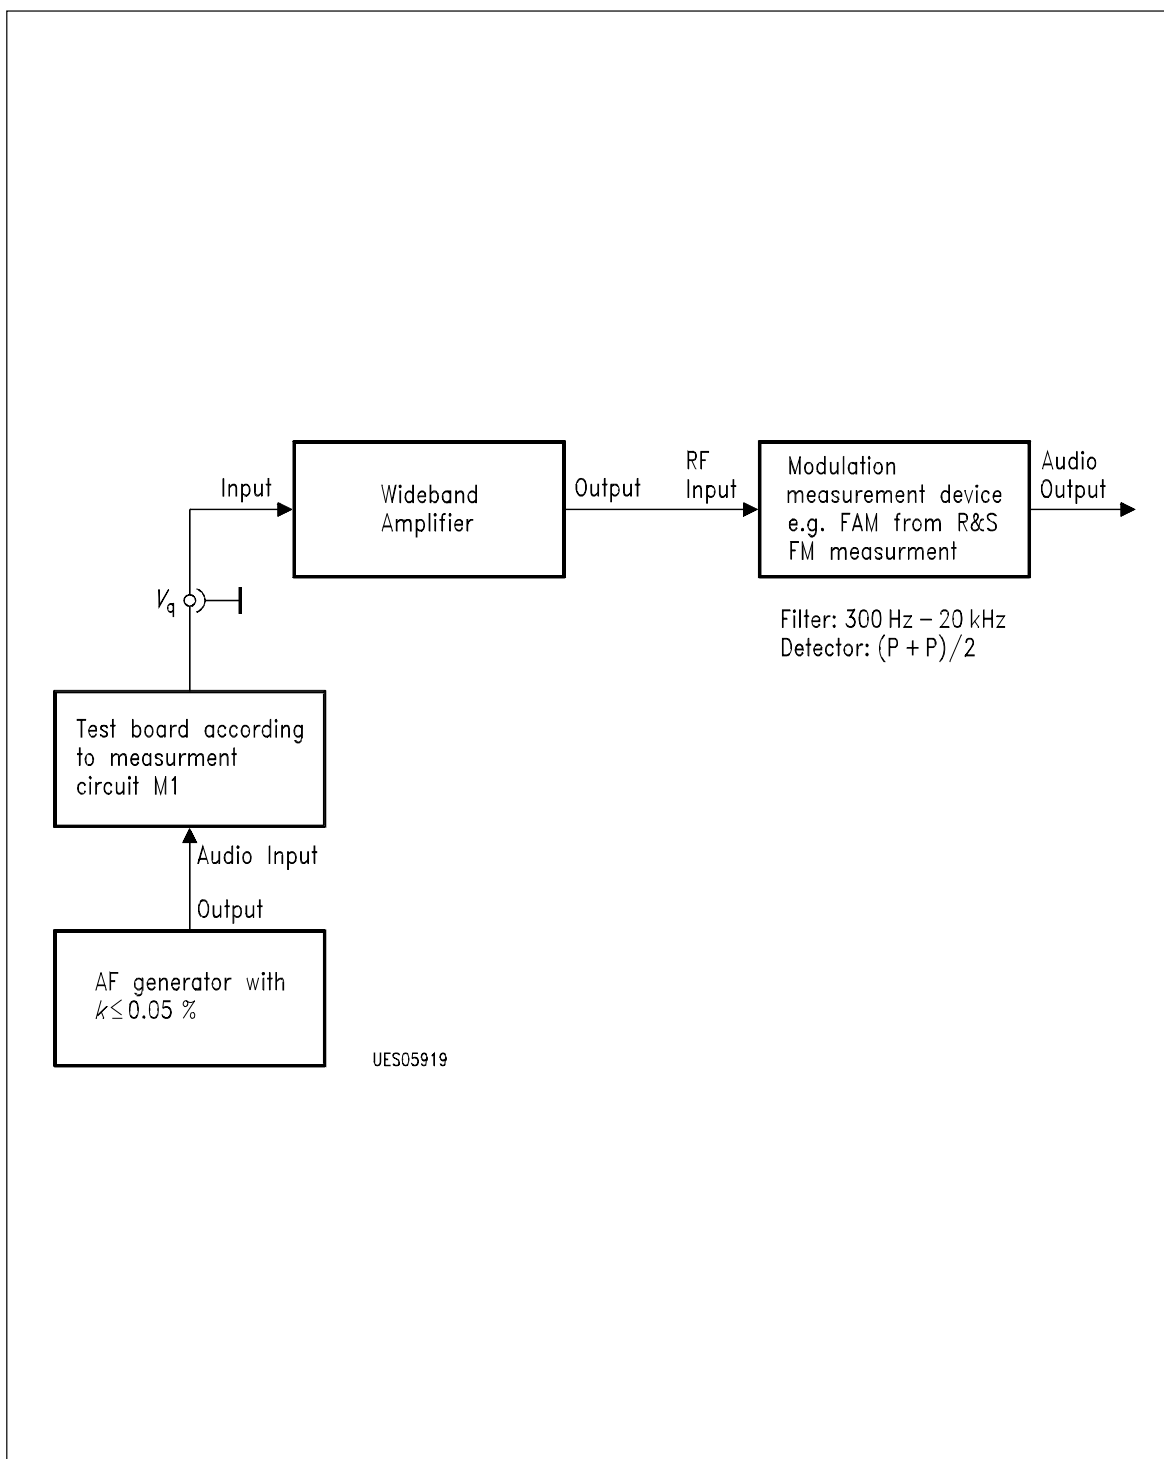 Input
Wideband
Amplifier
Output
RF
Input
Modulation
measurement device
e.g. FAM from R&S
FM measurment
Audio
Output
Vq
Filter: 300 Hz – 20 kHz
Detector: (P + P)/2
Test board according
to measurment
circuit M1
Audio Input
Output
AF generator with
k ≤ 0.05 %
UES05919